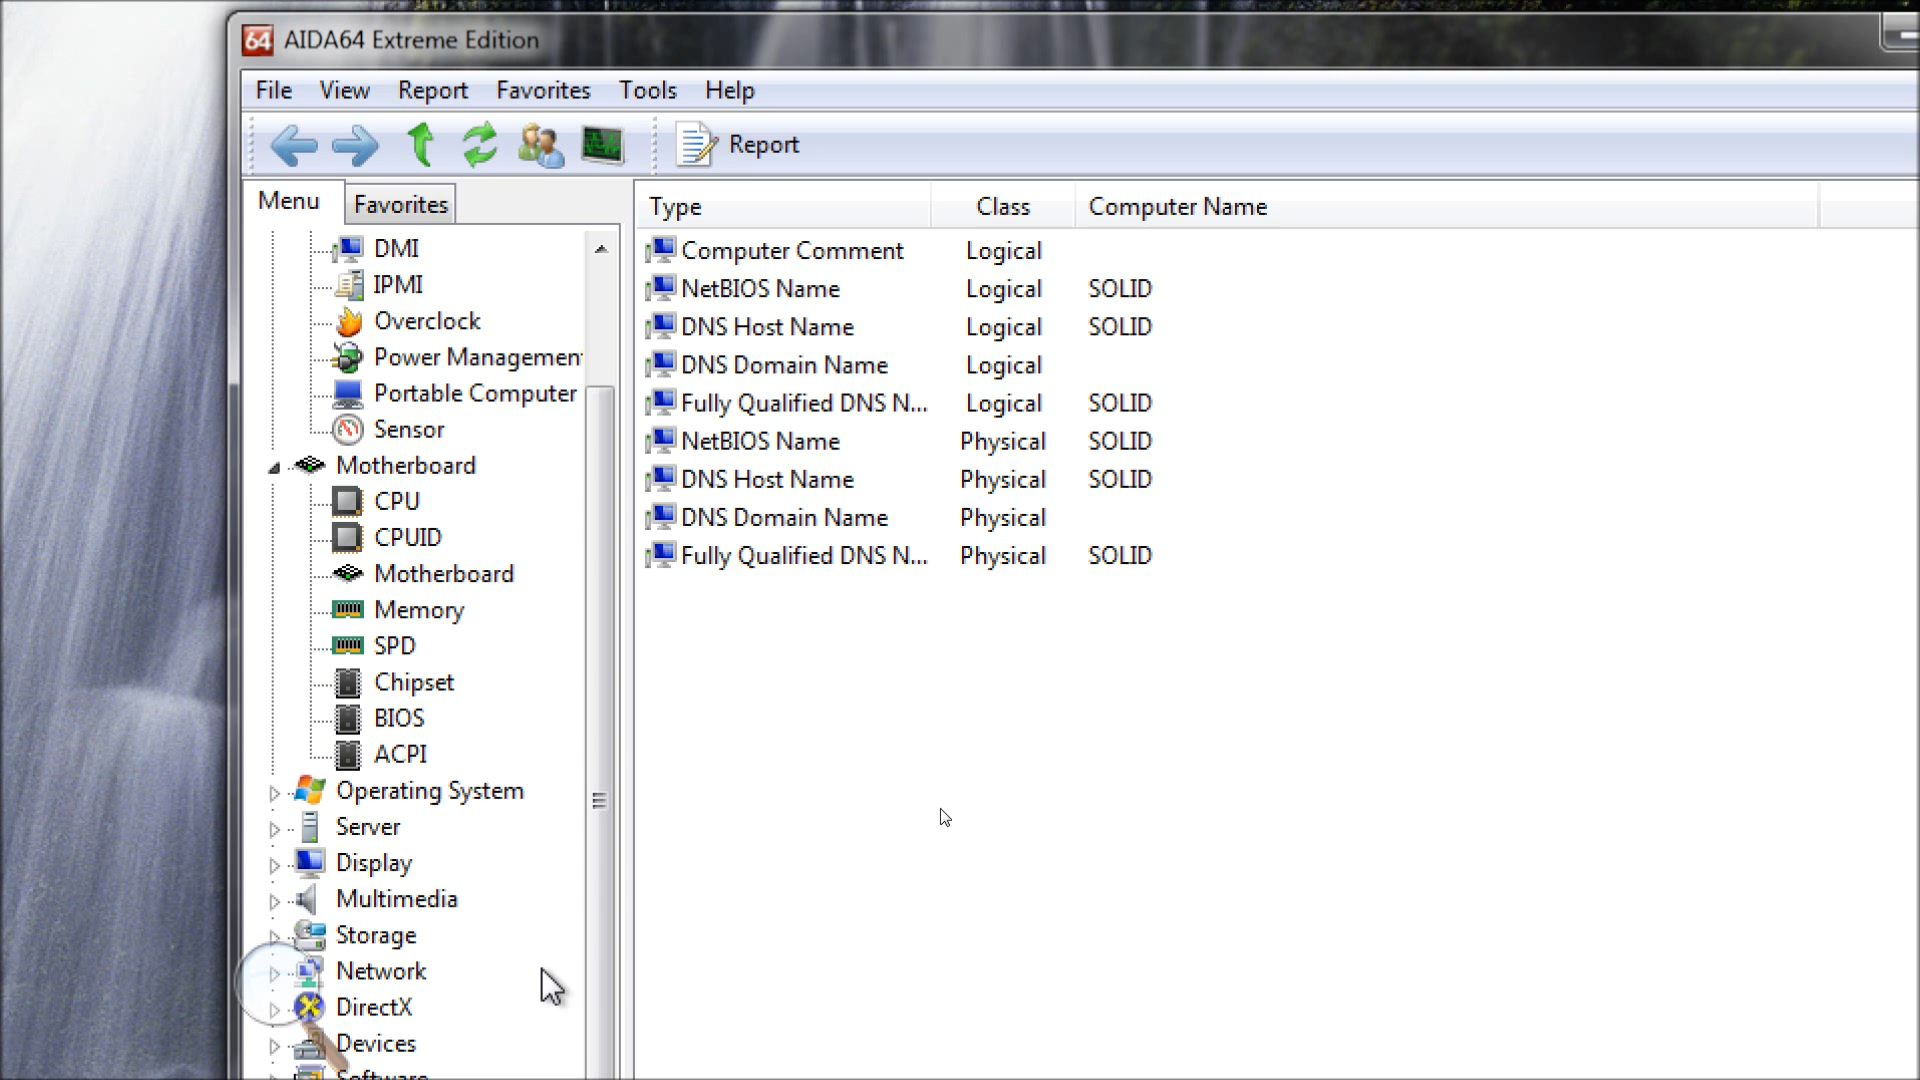 64 AIDA64 Extreme Edition
File View Report Favorites Tools Help
Report
Menu Favorites
DMI
IPMI
Overclock
Power Management
Portable Computer
Sensor
Motherboard
CPU
CPUID
Motherboard
Memory
SPD
Chipset
BIOS
ACPI
Operating System
Server
Display
Multimedia
Storage
Network
DirectX
Devices
Software
Type Class Computer Name
Computer Comment Logical
NetBIOS Name Logical SOLID
DNS Host Name Logical SOLID
DNS Domain Name Logical
Fully Qualified DNS N... Logical SOLID
NetBIOS Name Physical SOLID
DNS Host Name Physical SOLID
DNS Domain Name Physical
Fully Qualified DNS N... Physical SOLID